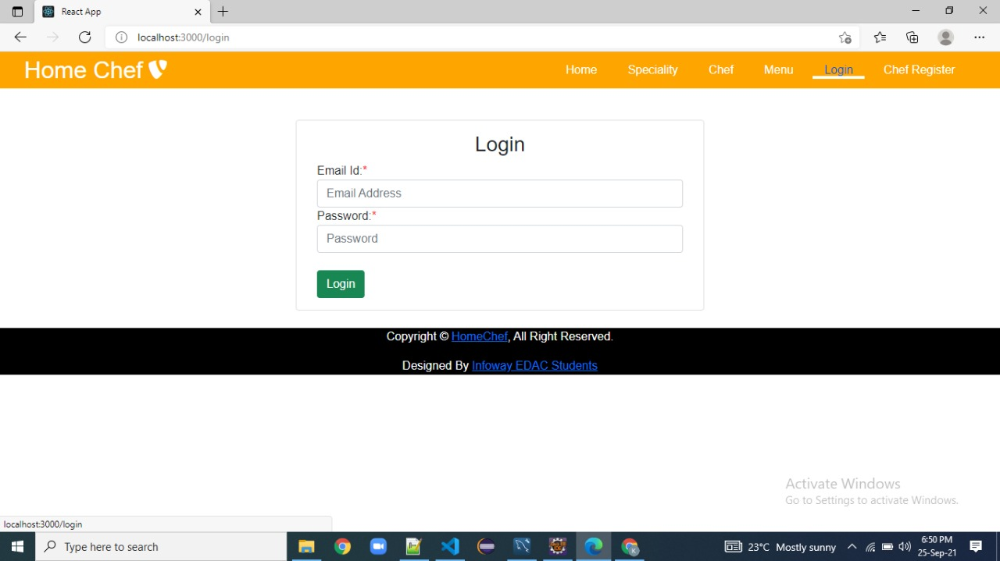 React App
localhost:3000/login
Home Chef
Home Speciality Chef Menu Login Chef Register
Login
Email Id:*
Email Address
Password:*
Password
Login
Copyright © HomeChef, All Right Reserved.
Designed By Infoway EDAC Students
Activate Windows
Go to Settings to activate Windows.
localhost:3000/login
Type here to search
23°C Mostly sunny
6:50 PM
25-Sep-21